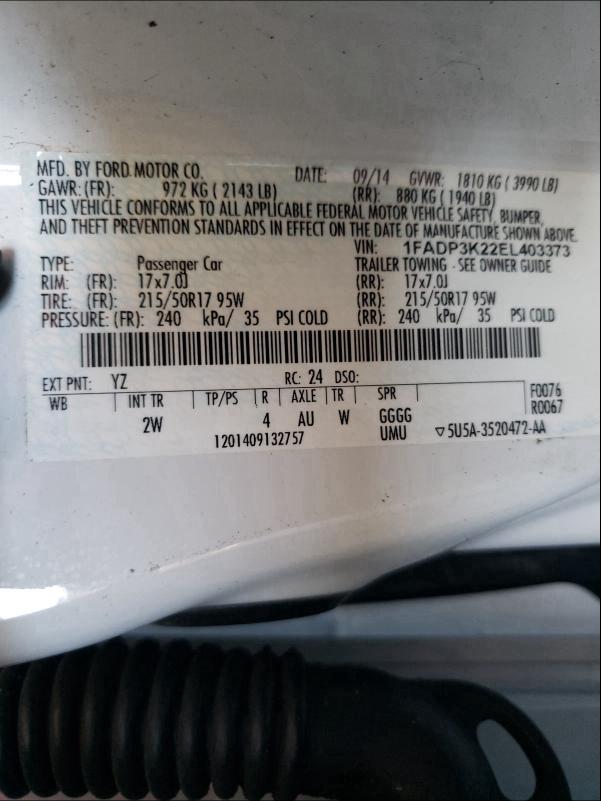 MFD. BY FORD MOTOR CO. DATE: 09/14 GVWR: 1810 KG ( 3990 LB)
GAWR: (FR): 972 KG ( 2143 LB) (RR): 880 KG ( 1940 LB)
THIS VEHICLE CONFORMS TO ALL APPLICABLE FEDERAL MOTOR VEHICLE SAFETY, BUMPER,
AND THEFT PREVENTION STANDARDS IN EFFECT ON THE DATE OF MANUFACTURE SHOWN ABOVE.
VIN: 1FADP3K22EL403373
TYPE: Passenger Car TRAILER TOWING - SEE OWNER GUIDE
RIM: (FR): 17x7.0J (RR): 17x7.0J
TIRE: (FR): 215/50R17 95W (RR): 215/50R17 95W
PRESSURE: (FR): 240 kPa/ 35 PSI COLD (RR): 240 kPa/ 35 PSI COLD
EXT PNT: YZ RC: 24 DSO:
WB INT TR TP/PS R AXLE TR SPR F0076
2W 4 AU W GGGG R0067
1201409132757 UMU ▽5U5A-3520472-AA